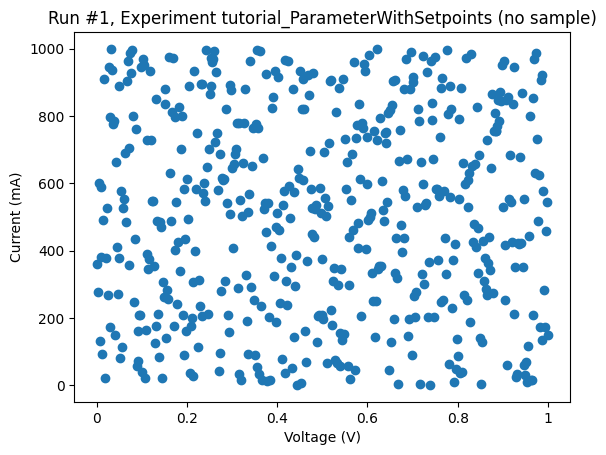 Run #1, Experiment tutorial_ParameterWithSetpoints (no sample)
1000
800
600
400
200
0
Current (mA)
0 0.2 0.4 0.6 0.8 1
Voltage (V)